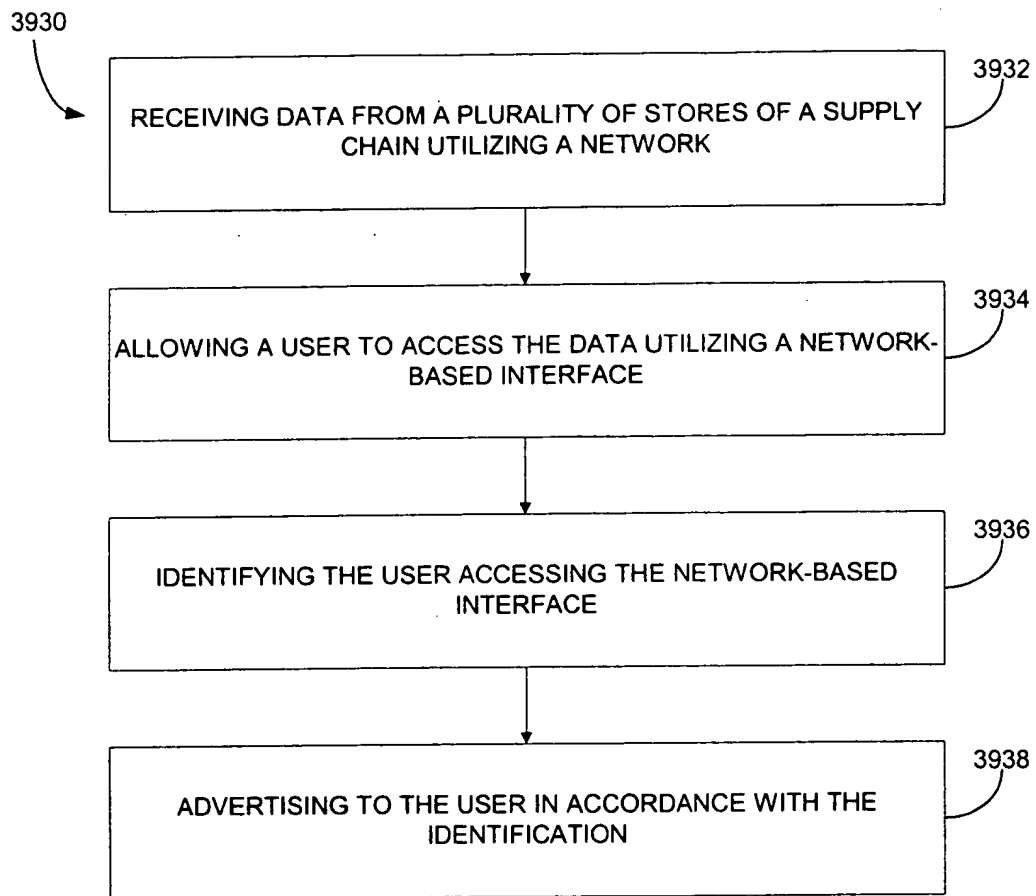 3930
3932
RECEIVING DATA FROM A PLURALITY OF STORES OF A SUPPLY
CHAIN UTILIZING A NETWORK
3934
ALLOWING A USER TO ACCESS THE DATA UTILIZING A NETWORK-
BASED INTERFACE
3936
IDENTIFYING THE USER ACCESSING THE NETWORK-BASED
INTERFACE
3938
ADVERTISING TO THE USER IN ACCORDANCE WITH THE
IDENTIFICATION